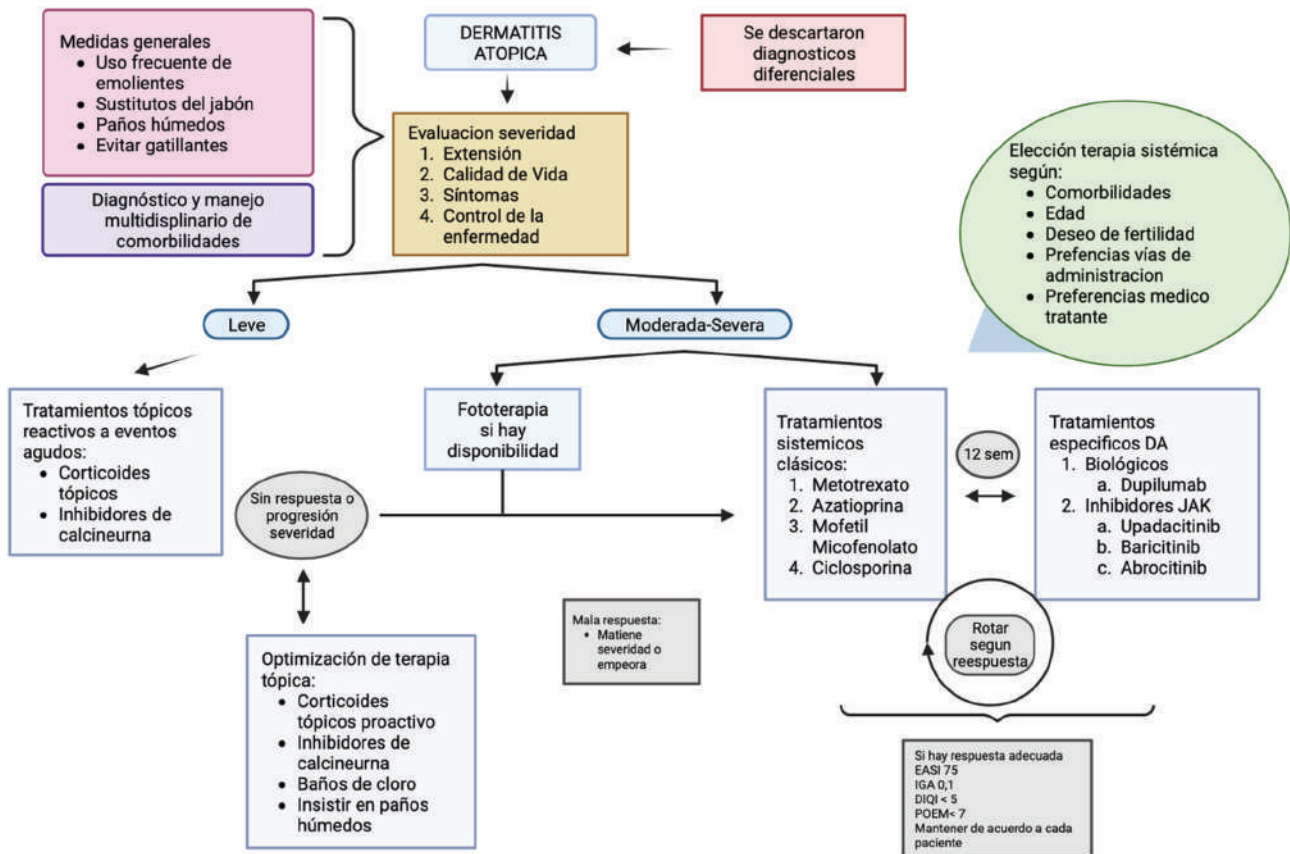 Medidas generales
• Uso frecuente de
emolientes
• Sustitutos del jabón
• Paños húmedos
• Evitar gatillantes
Diagnóstico y manejo
multidisplinario de
comorbilidades
DERMATITIS
ATOPICA
Se descartaron
diagnosticos
diferenciales
Evaluacion severidad
1. Extensión
2. Calidad de Vida
3. Síntomas
4. Control de la
enfermedad
Elección terapia sistémica
según:
• Comorbilidades
• Edad
• Deseo de fertilidad
• Prefencias vías de
administracion
• Preferencias medico
tratante
Leve
Moderada-Severa
Tratamientos tópicos
reactivos a eventos
agudos:
• Corticoides
tópicos
• Inhibidores de
calcineurna
Sin respuesta o
progresión
severidad
Fototerapia
si hay
disponibilidad
Tratamientos
sistemicos
clásicos:
1. Metotrexato
2. Azatioprina
3. Mofetil
Micofenolato
4. Ciclosporina
12 sem
Tratamientos
especificos DA
1. Biológicos
a. Dupilumab
2. Inhibidores JAK
a. Upadacitinib
b. Baricitinib
c. Abrocitinib
Optimización de terapia
tópica:
• Corticoides
tópicos proactivo
• Inhibidores de
calcineurna
• Baños de cloro
• Insistir en paños
húmedos
Mala respuesta:
• Matiene
severidad o
empeora
Rotar
segun
reespuesta
Si hay respuesta adecuada
EASI 75
IGA 0,1
DIQI < 5
POEM< 7
Mantener de acuerdo a cada
paciente